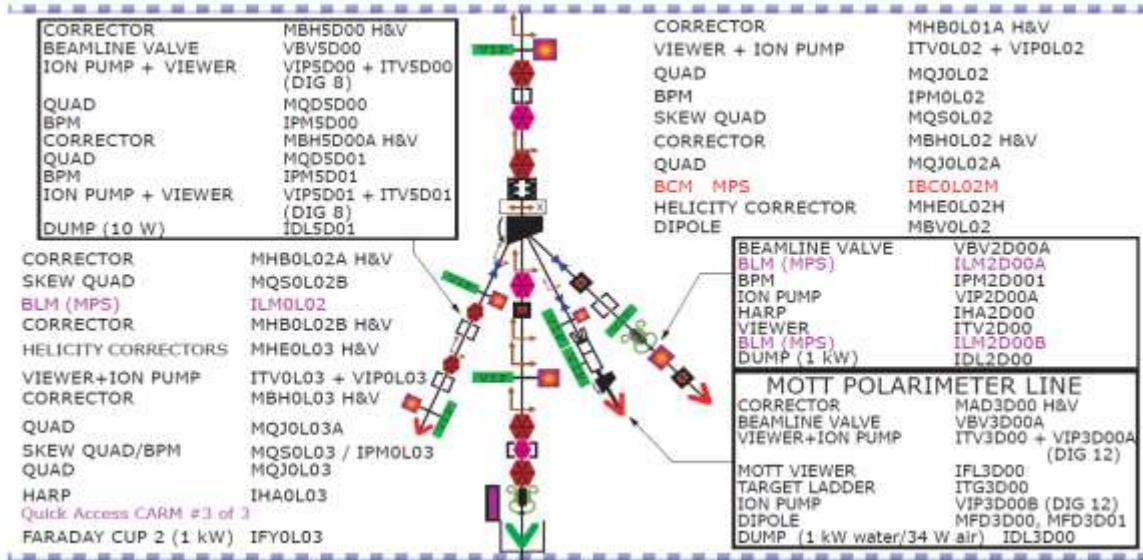 CORRECTOR MBH5D00 H&V
BEAMLINE VALVE VBV5D00
ION PUMP + VIEWER VIP5D00 + ITV5D00
(DIG 8)
QUAD MQD5D00
BPM IPM5D00
CORRECTOR MBH5D00A H&V
QUAD MQD5D01
BPM IPM5D01
ION PUMP + VIEWER VIP5D01 + ITV5D01
(DIG 8)
DUMP (10 W) IDL5D01
CORRECTOR MHB0L02A H&V
SKEW QUAD MQS0L02B
BLM (MPS) ILM0L02
CORRECTOR MHB0L02B H&V
HELICITY CORRECTORS MHE0L03 H&V
VIEWER+ION PUMP ITV0L03 + VIP0L03
CORRECTOR MBH0L03 H&V
QUAD MQJ0L03A
SKEW QUAD/BPM MQS0L03 / IPM0L03
QUAD MQJ0L03
HARP IHA0L03
Quick Access CARM #3 of 3
FARADAY CUP 2 (1 kW) IFY0L03
X
CORRECTOR MHB0L01A H&V
VIEWER + ION PUMP ITV0L02 + VIP0L02
QUAD MQJ0L02
BPM IPM0L02
SKEW QUAD MQS0L02
CORRECTOR MBH0L02 H&V
QUAD MQJ0L02A
BCM MPS IBC0L02M
HELICITY CORRECTOR MHE0L02H
DIPOLE MBV0L02
BEAMLINE VALVE VBV2D00A
BLM (MPS) ILM2D00A
BPM IPM2D001
ION PUMP VIP2D00A
HARP IHA2D00
VIEWER ITV2D00
BLM (MPS) ILM2D00B
DUMP (1 kW) IDL2D00
MOTT POLARIMETER LINE
CORRECTOR MAD3D00 H&V
BEAMLINE VALVE VBV3D00A
VIEWER+ION PUMP ITV3D00 + VIP3D00A
(DIG 12)
MOTT VIEWER IFL3D00
TARGET LADDER ITG3D00
ION PUMP VIP3D00B (DIG 12)
DIPOLE MFD3D00, MFD3D01
DUMP (1 kW water/34 W air) IDL3D00